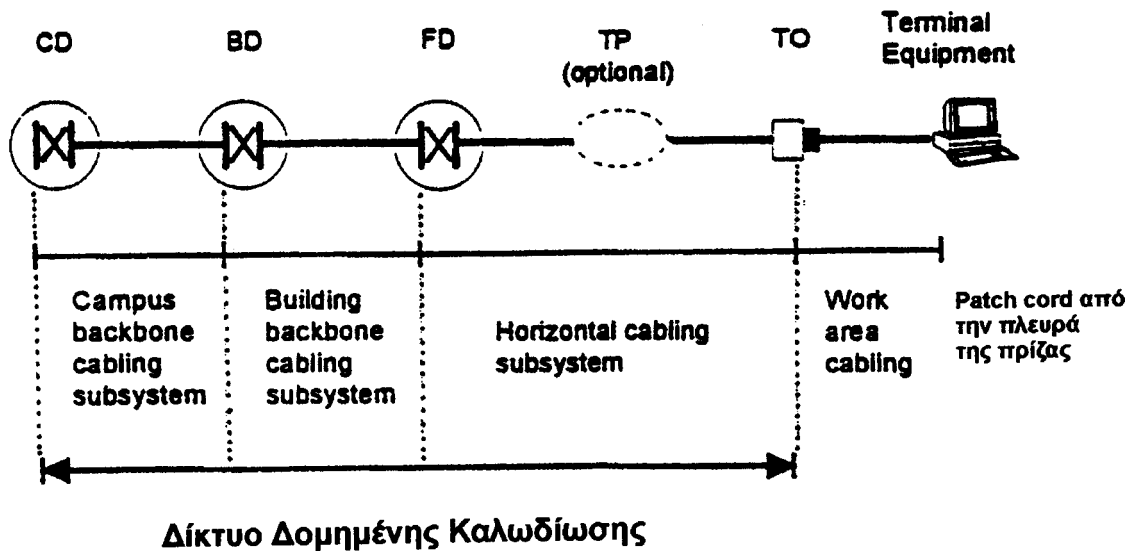 CD
BD
FD
TP
(optional)
TO
Terminal
Equipment
Campus
backbone
cabling
subsystem
Building
backbone
cabling
subsystem
Horizontal cabling
subsystem
Work
area
cabling
Patch cord από
την πλευρά
της πρίζας
Δίκτυο Δομημένης Καλωδίωσης